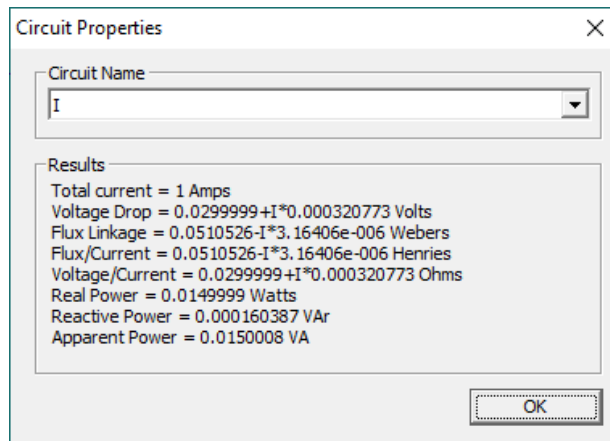 Circuit Properties
Circuit Name
I
Results
Total current = 1 Amps
Voltage Drop = 0.0299999+I*0.000320773 Volts
Flux Linkage = 0.0510526-I*3.16406e-006 Webers
Flux/Current = 0.0510526-I*3.16406e-006 Henries
Voltage/Current = 0.0299999+I*0.000320773 Ohms
Real Power = 0.0149999 Watts
Reactive Power = 0.000160387 VAr
Apparent Power = 0.0150008 VA
OK